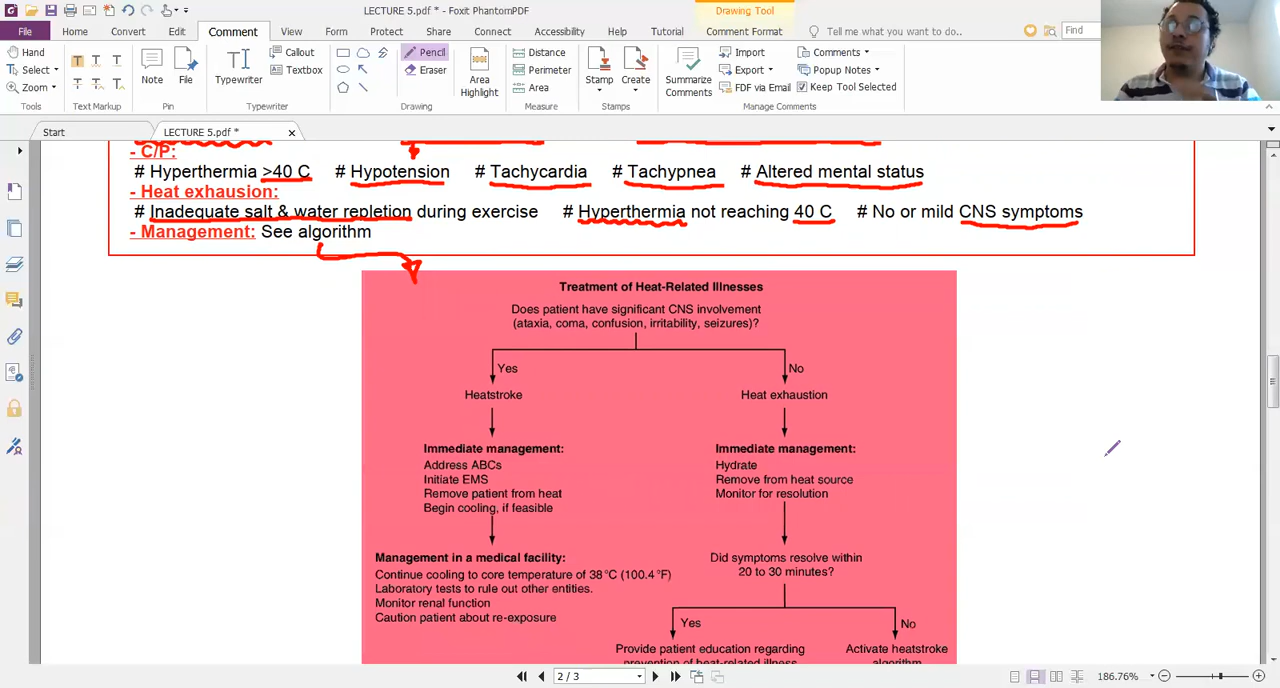 LECTURE 5.pdf * - Foxit PhantomPDF
Drawing Tool
File
Home
Convert
Edit
Comment
Insert
View
Form
Protect
Share
Connect
Accessibility
Help
Tutorial
Comment Format
Tell me what you want to do..
Find
Hand
Select
Zoom
Tools
Text Markup
Note
File
Pin
Typewriter
Callout
Textbox
Typewriter
Pencil
Eraser
Drawing
Area
Highlight
Distance
Perimeter
Area
Measure
Stamp
Create
Stamps
Summarize
Comments
Import
Export
FDF via Email
Comments
Popup Notes
Keep Tool Selected
Manage Comments
Start
LECTURE 5.pdf *
- C/P:
# Hyperthermia >40 C # Hypotension # Tachycardia # Tachypnea # Altered mental status
- Heat exhausion:
# Inadequate salt & water repletion during exercise # Hyperthermia not reaching 40 C # No or mild CNS symptoms
- Management: See algorithm
Treatment of Heat-Related Illnesses
Does patient have significant CNS involvement
(ataxia, coma, confusion, irritability, seizures)?
Yes
No
Heatstroke
Heat exhaustion
Immediate management:
Address ABCs
Initiate EMS
Remove patient from heat
Begin cooling, if feasible
Immediate management:
Hydrate
Remove from heat source
Monitor for resolution
Management in a medical facility:
Continue cooling to core temperature of 38°C (100.4°F)
Laboratory tests to rule out other entities.
Monitor renal function
Caution patient about re-exposure
Did symptoms resolve within
20 to 30 minutes?
Yes
No
Provide patient education regarding
prevention of heat-related illness
Activate heatstroke
algorithm
2 / 3
186.76%